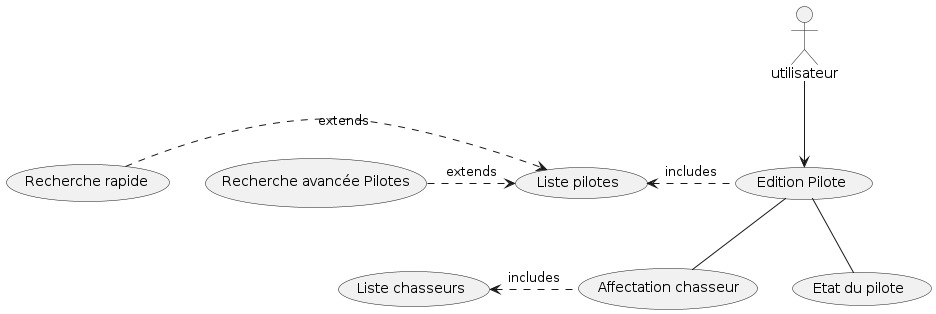 utilisateur
extends
Recherche rapide
Recherche avancée Pilotes
extends
Liste pilotes
includes
Edition Pilote
Liste chasseurs
includes
Affectation chasseur
Etat du pilote